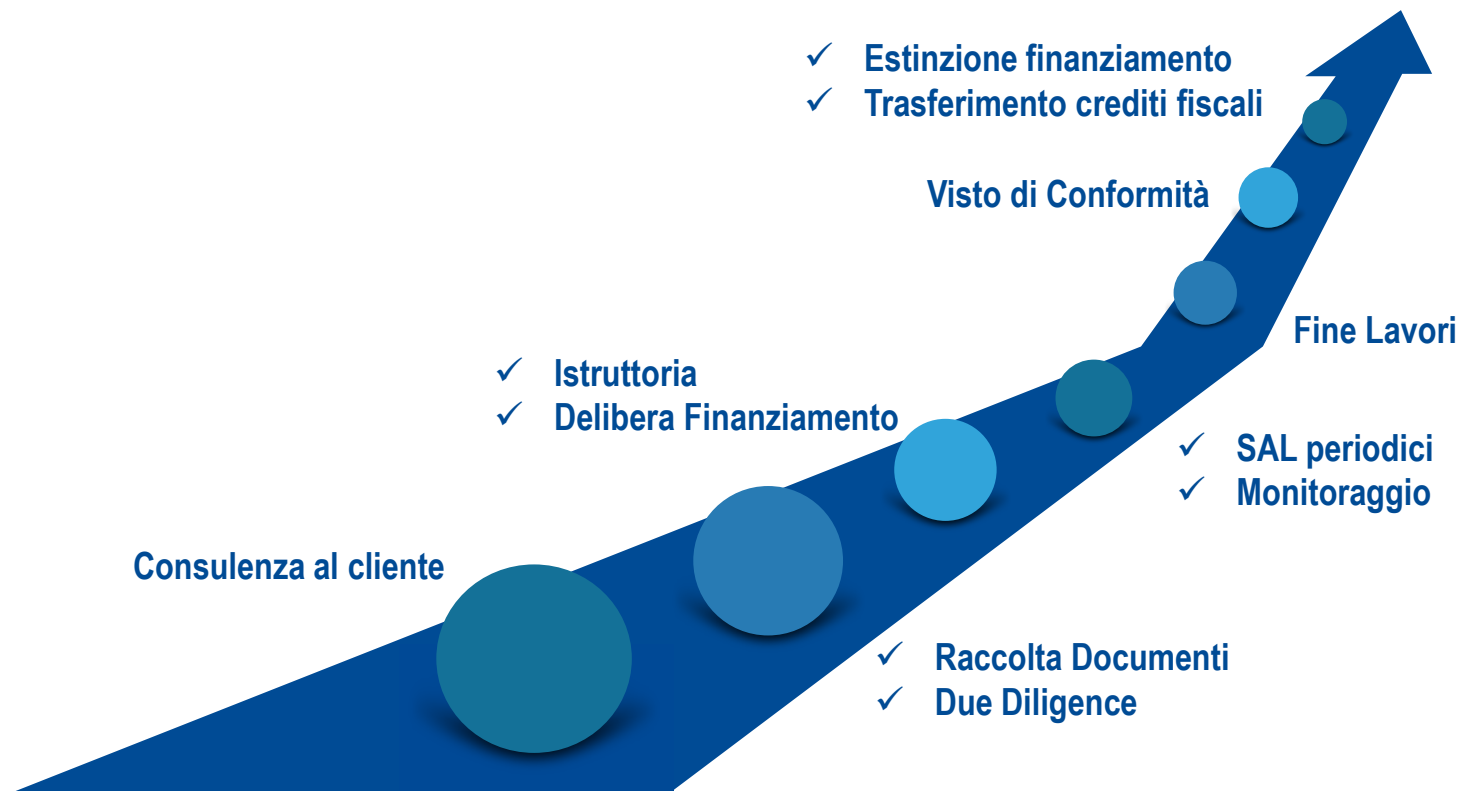 ✓ Estinzione finanziamento
✓ Trasferimento crediti fiscali
Visto di Conformità
Fine Lavori
✓ Istruttoria
✓ Delibera Finanziamento
✓ SAL periodici
✓ Monitoraggio
Consulenza al cliente
✓ Raccolta Documenti
✓ Due Diligence